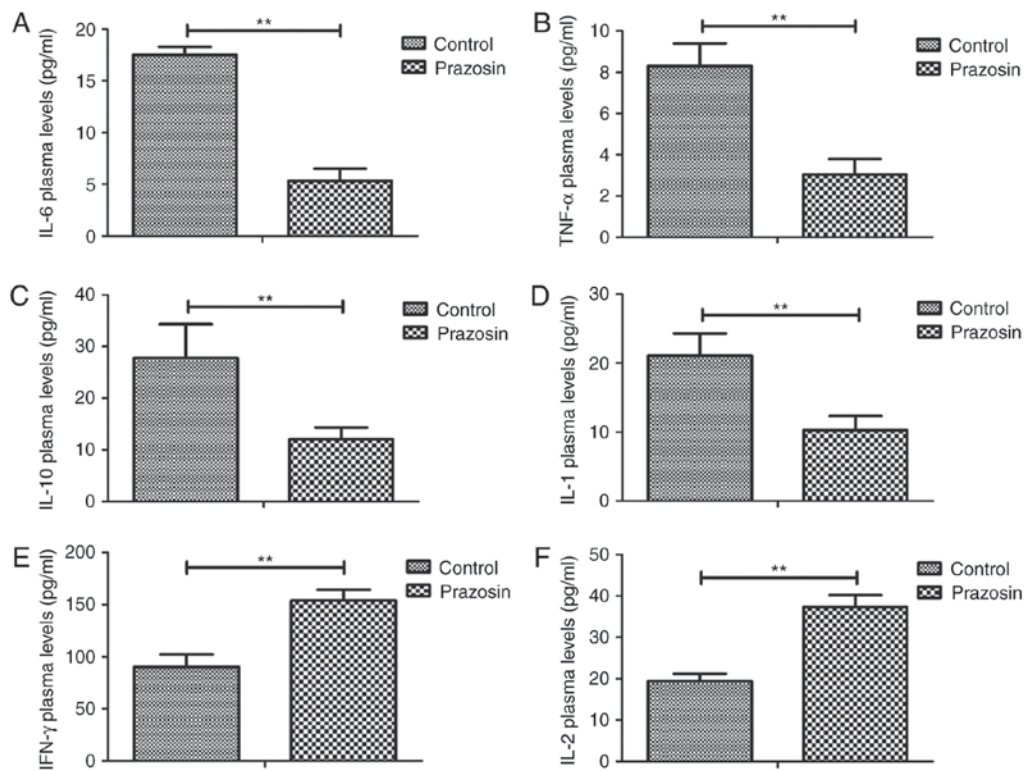 A
IL-6 plasma levels (pg/ml)
20
15
10
5
0
**
Control
Prazosin
B
TNF-α plasma levels (pg/ml)
10
8
6
4
2
0
**
Control
Prazosin
C
IL-10 plasma levels (pg/ml)
40
30
20
10
0
**
Control
Prazosin
D
IL-1 plasma levels (pg/ml)
30
20
10
0
**
Control
Prazosin
E
IFN-γ plasma levels (pg/ml)
200
150
100
50
0
**
Control
Prazosin
F
IL-2 plasma levels (pg/ml)
50
40
30
20
10
0
**
Control
Prazosin